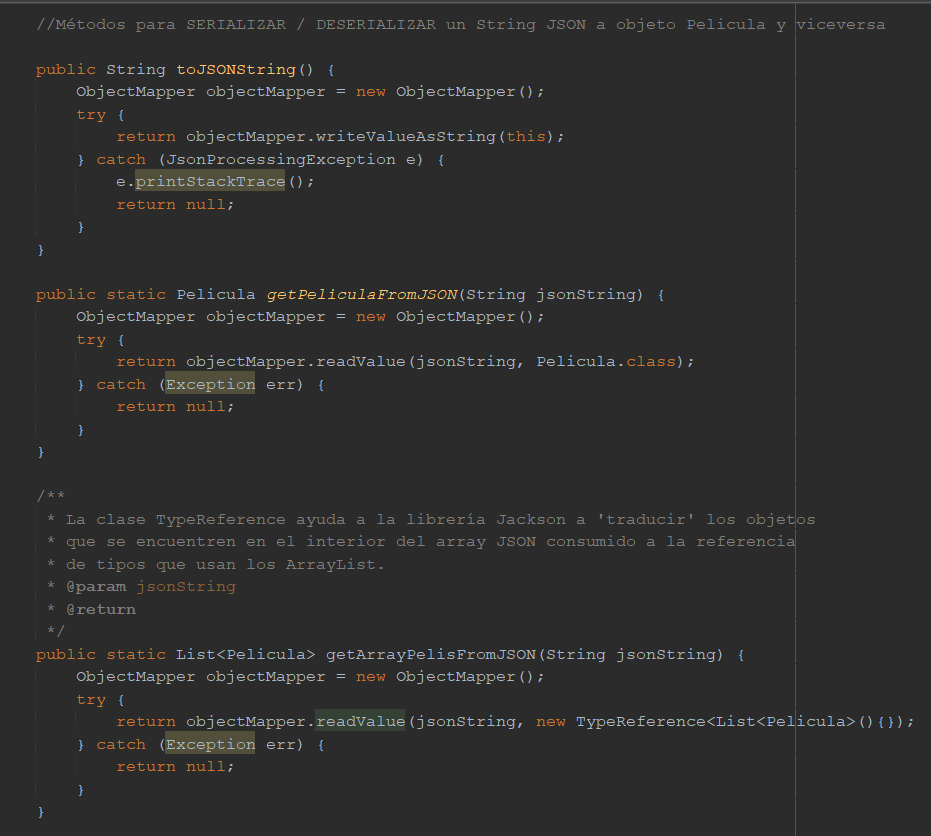 //Métodos para SERIALIZAR / DESERIALIZAR un String JSON a objeto Pelicula y viceversa
public String toJSONString() {
ObjectMapper objectMapper = new ObjectMapper();
try {
return objectMapper.writeValueAsString(this);
} catch (JsonProcessingException e) {
e.printStackTrace();
return null;
}
}
public static Pelicula getPeliculaFromJSON(String jsonString) {
ObjectMapper objectMapper = new ObjectMapper();
try {
return objectMapper.readValue(jsonString, Pelicula.class);
} catch (Exception err) {
return null;
}
}
/**
* La clase TypeReference ayuda a la librería Jackson a 'traducir' los objetos
* que se encuentren en el interior del array JSON consumido a la referencia
* de tipos que usan los ArrayList.
* @param jsonString
* @return
*/
public static List<Pelicula> getArrayPelisFromJSON(String jsonString) {
ObjectMapper objectMapper = new ObjectMapper();
try {
return objectMapper.readValue(jsonString, new TypeReference<List<Pelicula>(){});
} catch (Exception err) {
return null;
}
}